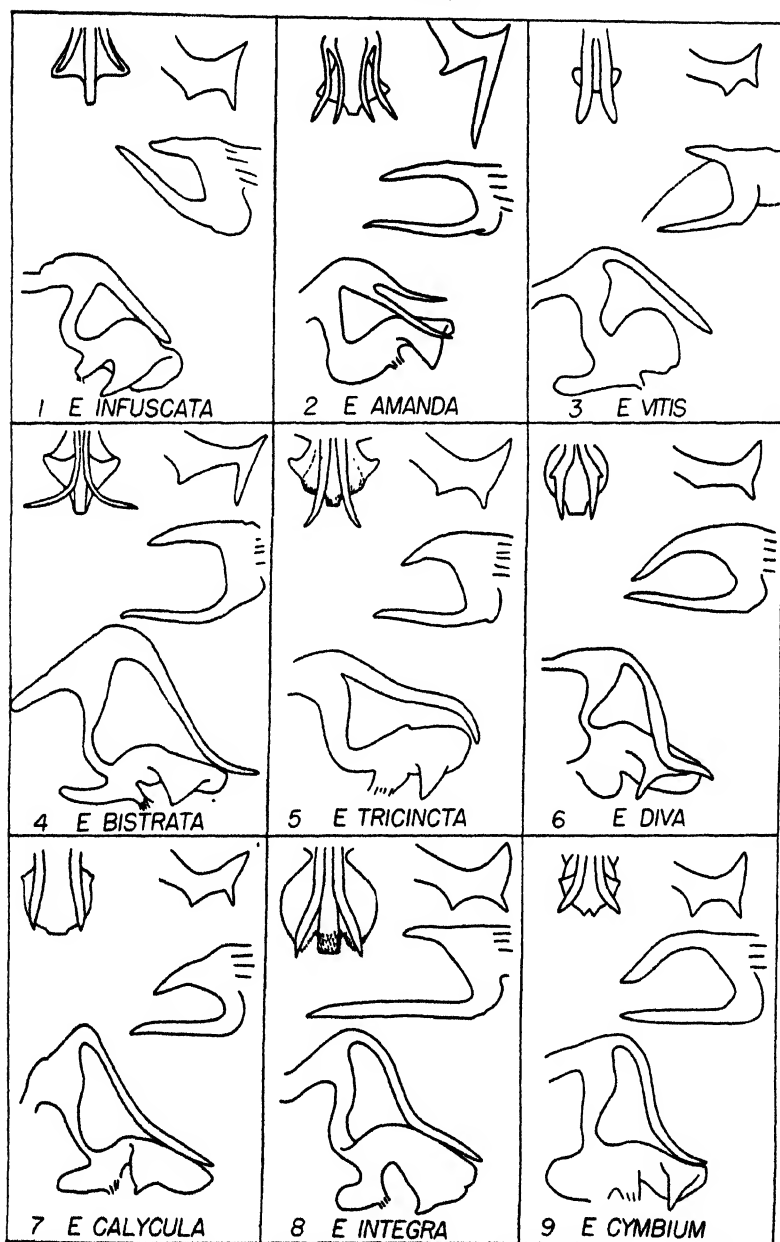 1 E INFUSCATA
2 E AMANDA
3 E VITIS
4 E BISTRATA
5 E TRICINCTA
6 E DIVA
7 E CALYCULA
8 E INTEGRA
9 E CYMBIUM